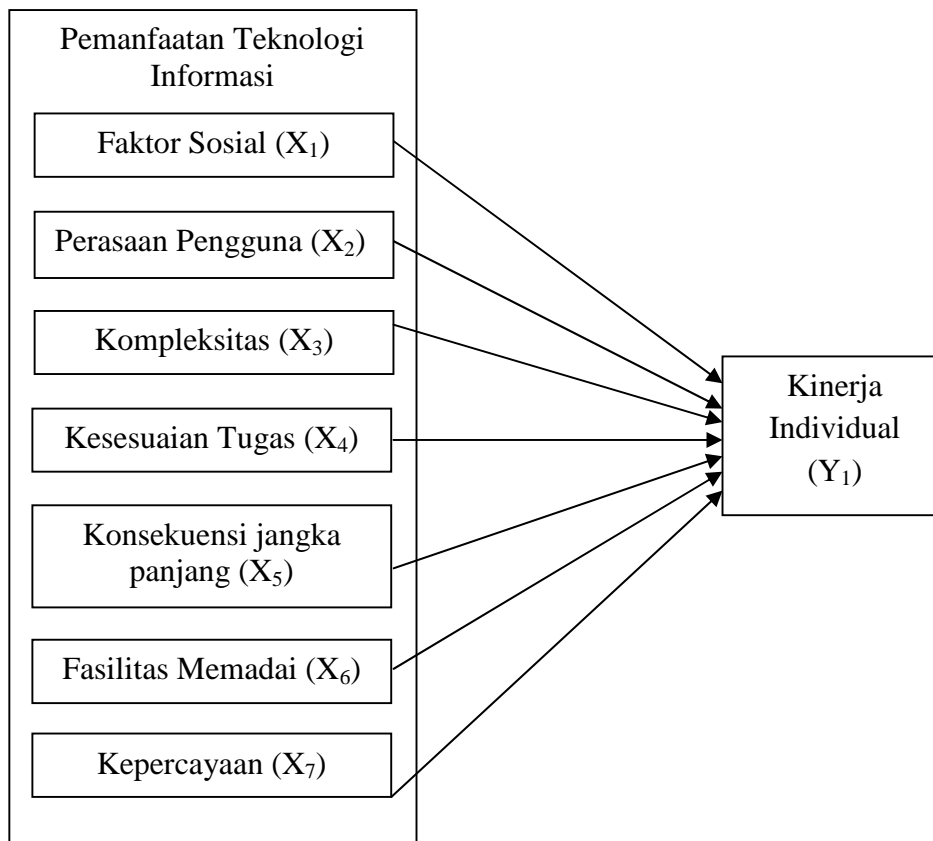 Pemanfaatan Teknologi
Informasi
Faktor Sosial (X₁)
Perasaan Pengguna (X₂)
Kompleksitas (X₃)
Kesesuaian Tugas (X₄)
Konsekuensi jangka
panjang (X₅)
Fasilitas Memadai (X₆)
Kepercayaan (X₇)
Kinerja
Individual
(Y₁)